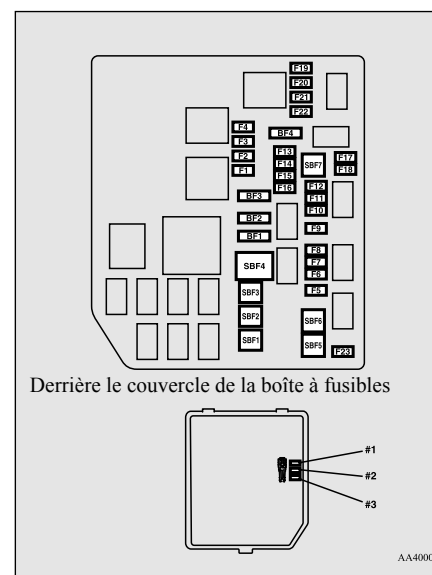 F19
F20
F21
F22
F4
F3
F2
F1
BF4
F13
F14
F15
F16
SBF7
F17
F18
BF3
BF2
BF1
F12
F11
F10
F9
F8
F7
F6
F5
SBF4
SBF3
SBF2
SBF1
SBF6
SBF5
F23
Derrière le couvercle de la boîte à fusibles
#1
#2
#3
AA4000